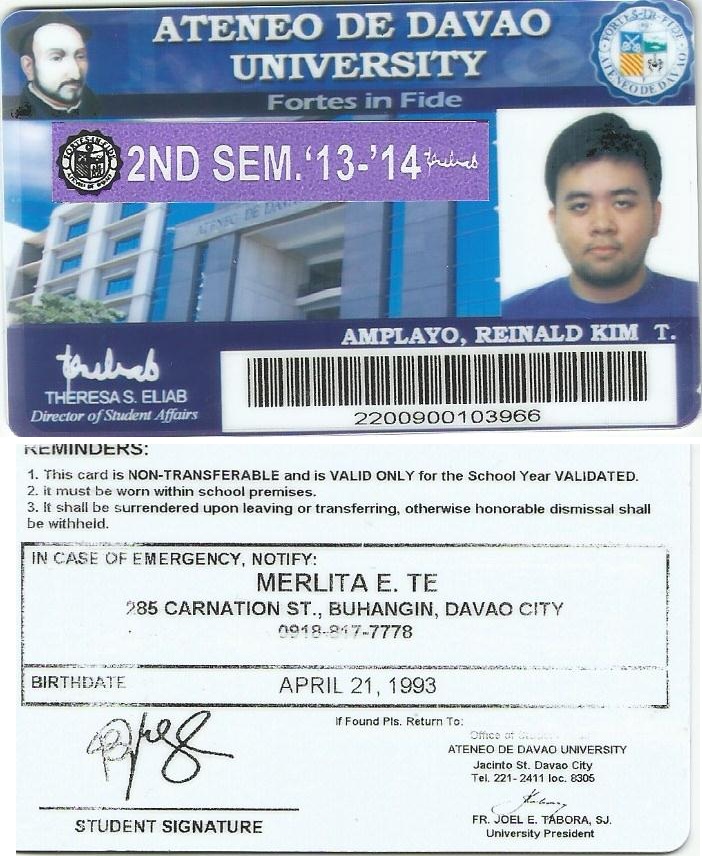 ATENEO DE DAVAO
UNIVERSITY
Fortes in Fide
FORTES-IN-FIDE
ATENEO DE DAVAO
2ND SEM.'13-'14
ATENEO DE DAVAO
AMPLAYO, REINALD KIM T.
THERESA S. ELIAB
Director of Student Affairs
2200900103966
REMINDERS:
1. This card is NON-TRANSFERABLE and is VALID ONLY for the School Year VALIDATED.
2. it must be worn within school premises.
3. It shall be surrendered upon leaving or transferring, otherwise honorable dismissal shall
be withheld.
IN CASE OF EMERGENCY, NOTIFY:
MERLITA E. TE
285 CARNATION ST., BUHANGIN, DAVAO CITY
0918-817-7778
BIRTHDATE
APRIL 21, 1993
If Found Pls. Return To:
Office of
ATENEO DE DAVAO UNIVERSITY
Jacinto St. Davao City
Tel. 221- 2411 loc. 8305
STUDENT SIGNATURE
FR. JOEL E. TABORA, SJ.
University President